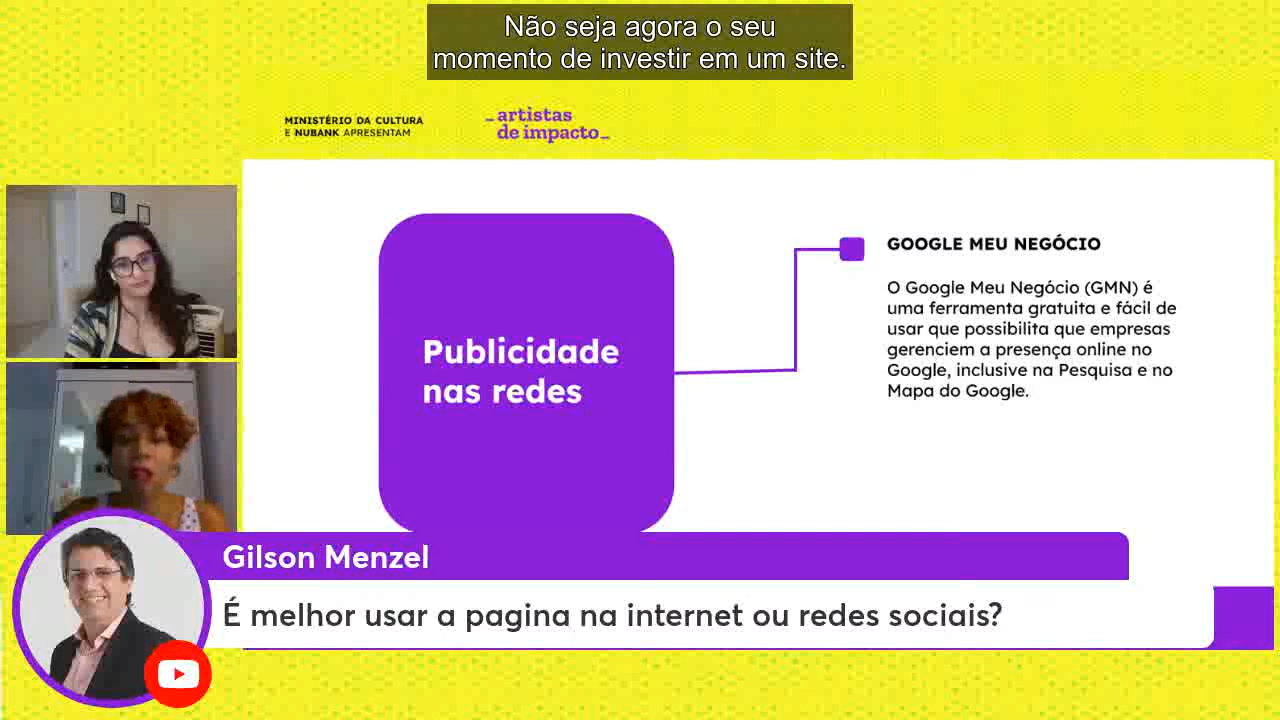 Não seja agora o seu
momento de investir em um site.
MINISTÉRIO DA CULTURA
E NUBANK APRESENTAM
_artistas
de impacto_
GOOGLE MEU NEGÓCIO
O Google Meu Negócio (GMN) é
uma ferramenta gratuita e fácil de
usar que possibilita que empresas
gerenciem a presença online no
Google, inclusive na Pesquisa e no
Mapa do Google.
Publicidade
nas redes
Gilson Menzel
É melhor usar a pagina na internet ou redes sociais?